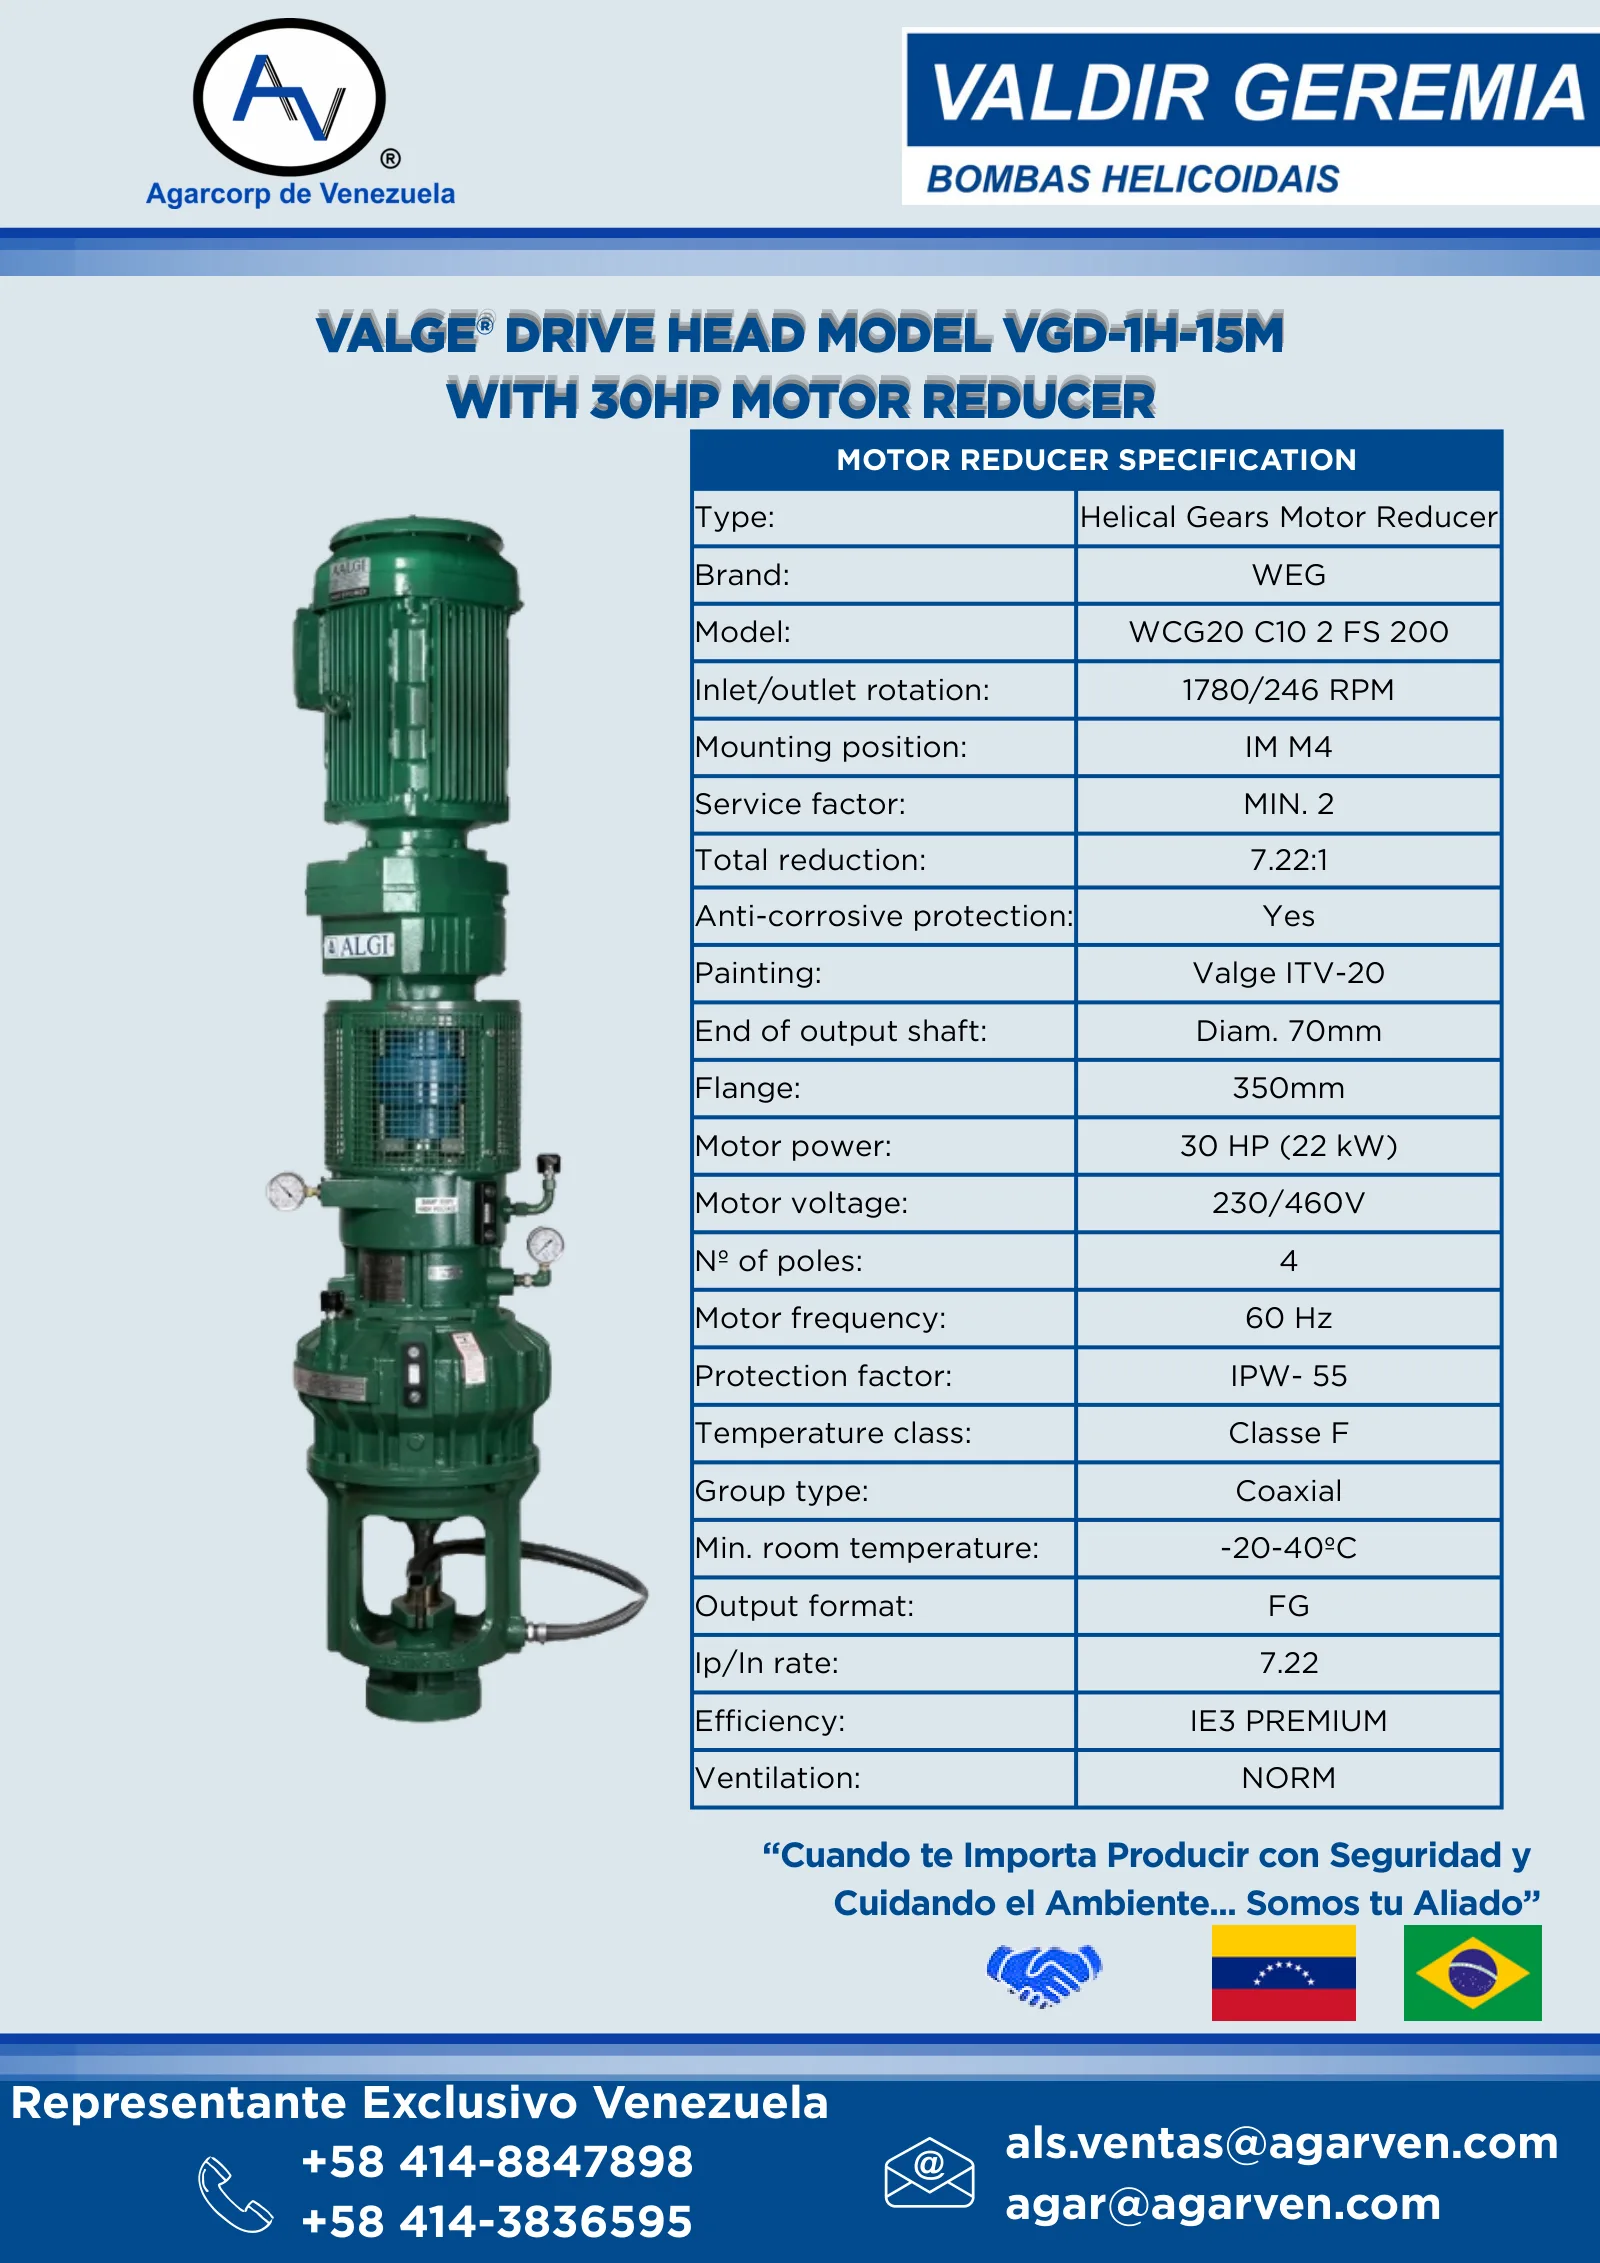 AV
®
Agarcorp de Venezuela
VALDIR GEREMIA
BOMBAS HELICOIDAIS
VALGE® DRIVE HEAD MODEL VGD-1H-15M
WITH 30HP MOTOR REDUCER
MOTOR REDUCER SPECIFICATION
Type: Helical Gears Motor Reducer
Brand: WEG
Model: WCG20 C10 2 FS 200
Inlet/outlet rotation: 1780/246 RPM
Mounting position: IM M4
Service factor: MIN. 2
Total reduction: 7.22:1
Anti-corrosive protection: Yes
Painting: Valge ITV-20
End of output shaft: Diam. 70mm
Flange: 350mm
Motor power: 30 HP (22 kW)
Motor voltage: 230/460V
Nº of poles: 4
Motor frequency: 60 Hz
Protection factor: IPW- 55
Temperature class: Classe F
Group type: Coaxial
Min. room temperature: -20-40ºC
Output format: FG
Ip/In rate: 7.22
Efficiency: IE3 PREMIUM
Ventilation: NORM
ALGI
“Cuando te Importa Producir con Seguridad y
Cuidando el Ambiente... Somos tu Aliado”
Representante Exclusivo Venezuela
+58 414-8847898
+58 414-3836595
@
als.ventas@agarven.com
agar@agarven.com